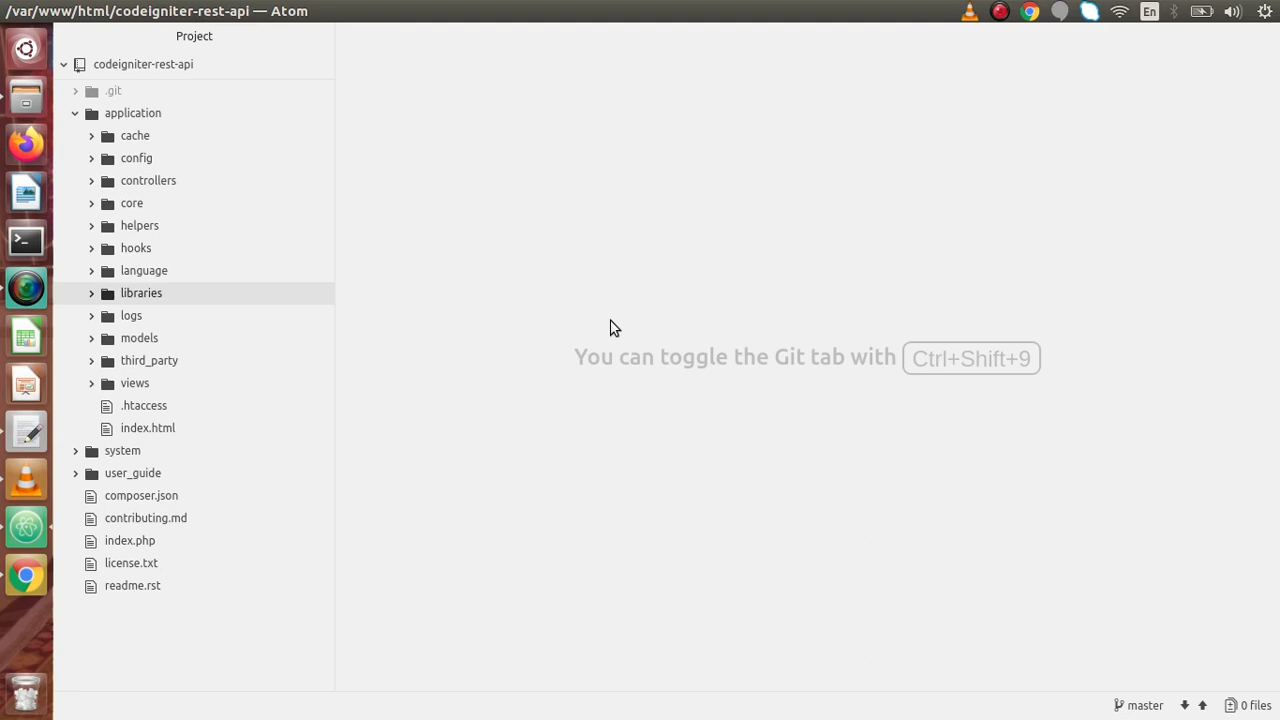 /var/www/html/codeigniter-rest-api — Atom
En
Project
codeigniter-rest-api
.git
application
cache
config
controllers
core
helpers
hooks
language
libraries
logs
models
third_party
views
.htaccess
index.html
system
user_guide
composer.json
contributing.md
index.php
license.txt
readme.rst
You can toggle the Git tab with Ctrl+Shift+9
master
0 files